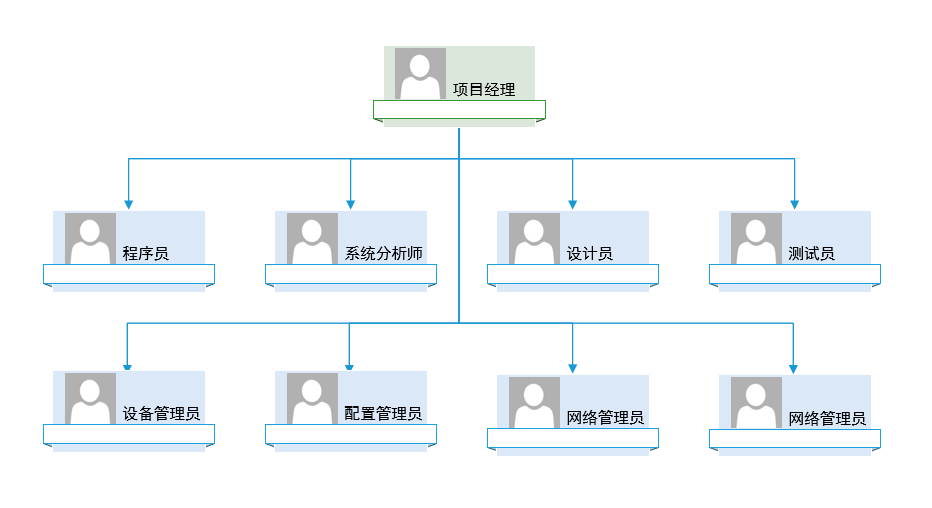 项目经理
程序员
系统分析师
设计员
测试员
设备管理员
配置管理员
网络管理员
网络管理员